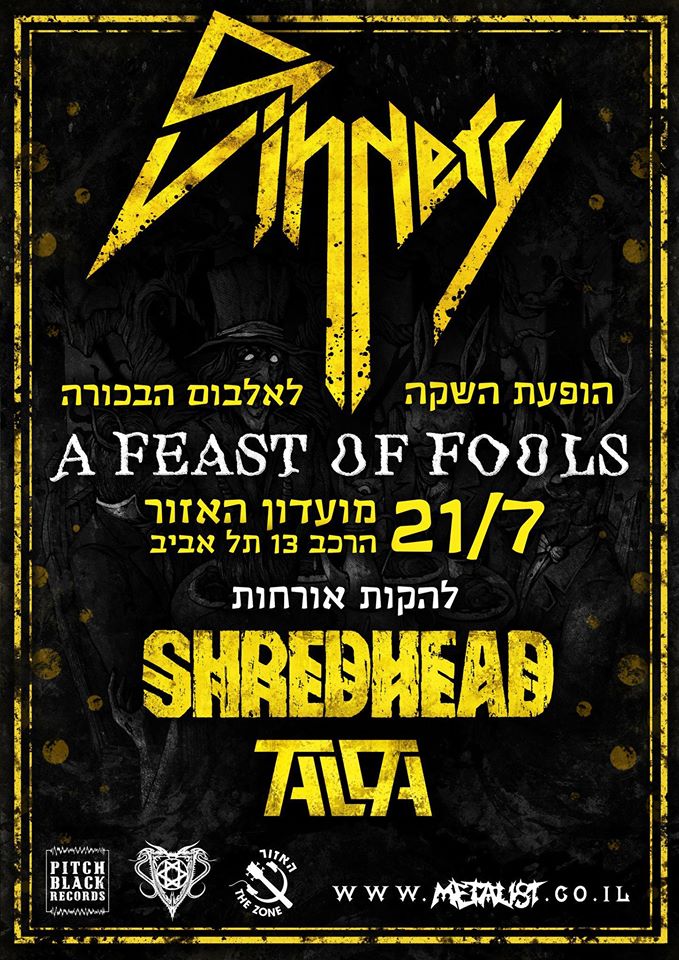 Sinnery
הופעת השקה לאלבום הבכורה
A FEAST OF FOOLS
21/7 מועדון האזור
הרכב 13 תל אביב
להקות אורחות
SHREDHEAD
TALLA
PITCH
BLACK
RECORDS
האזור
THE ZONE
WWW.METALIST.CO.IL